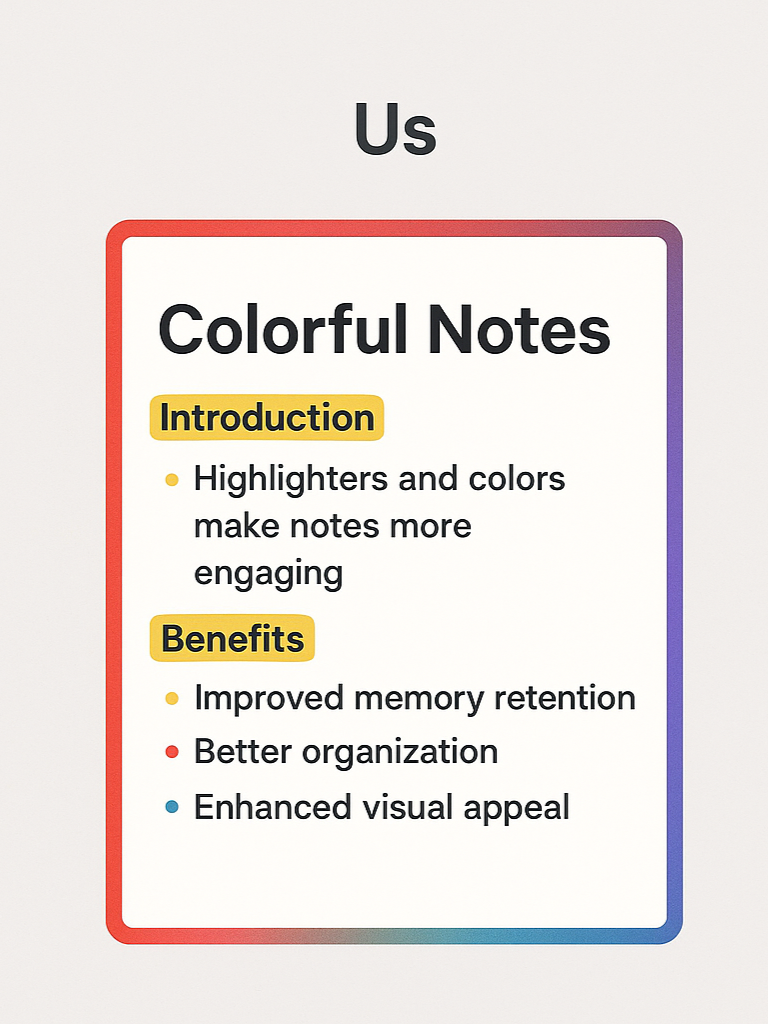 Us
Colorful Notes
Introduction
Highlighters and colors
make notes more
engaging
Benefits
Improved memory retention
Better organization
Enhanced visual appeal